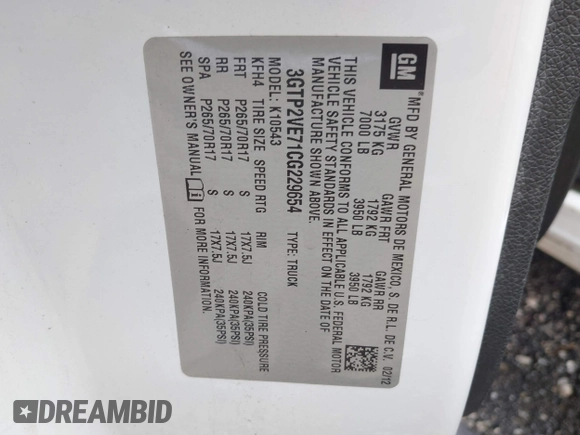 GM
MFD BY GENERAL MOTORS DE MEXICO, S. DE R.L. DE C.V. 02/12
GVWR GAWR FRT GAWR RR
3175 KG 1792 KG 1792 KG
7000 LB 3950 LB 3950 LB
THIS VEHICLE CONFORMS TO ALL APPLICABLE U.S. FEDERAL MOTOR
VEHICLE SAFETY STANDARDS IN EFFECT ON THE DATE OF
MANUFACTURE SHOWN ABOVE.
3GTP2VE71CG229654 TYPE: TRUCK
MODEL: K10543
KFH4 TIRE SIZE SPEED RTG RIM COLD TIRE PRESSURE
FRT P265/70R17 S 17X7.5J 240KPA(35PSI)
RR P265/70R17 S 17X7.5J 240KPA(35PSI)
SPA P265/70R17 S 17X7.5J 240KPA(35PSI)
SEE OWNER'S MANUAL FOR MORE INFORMATION.
DREAMBID